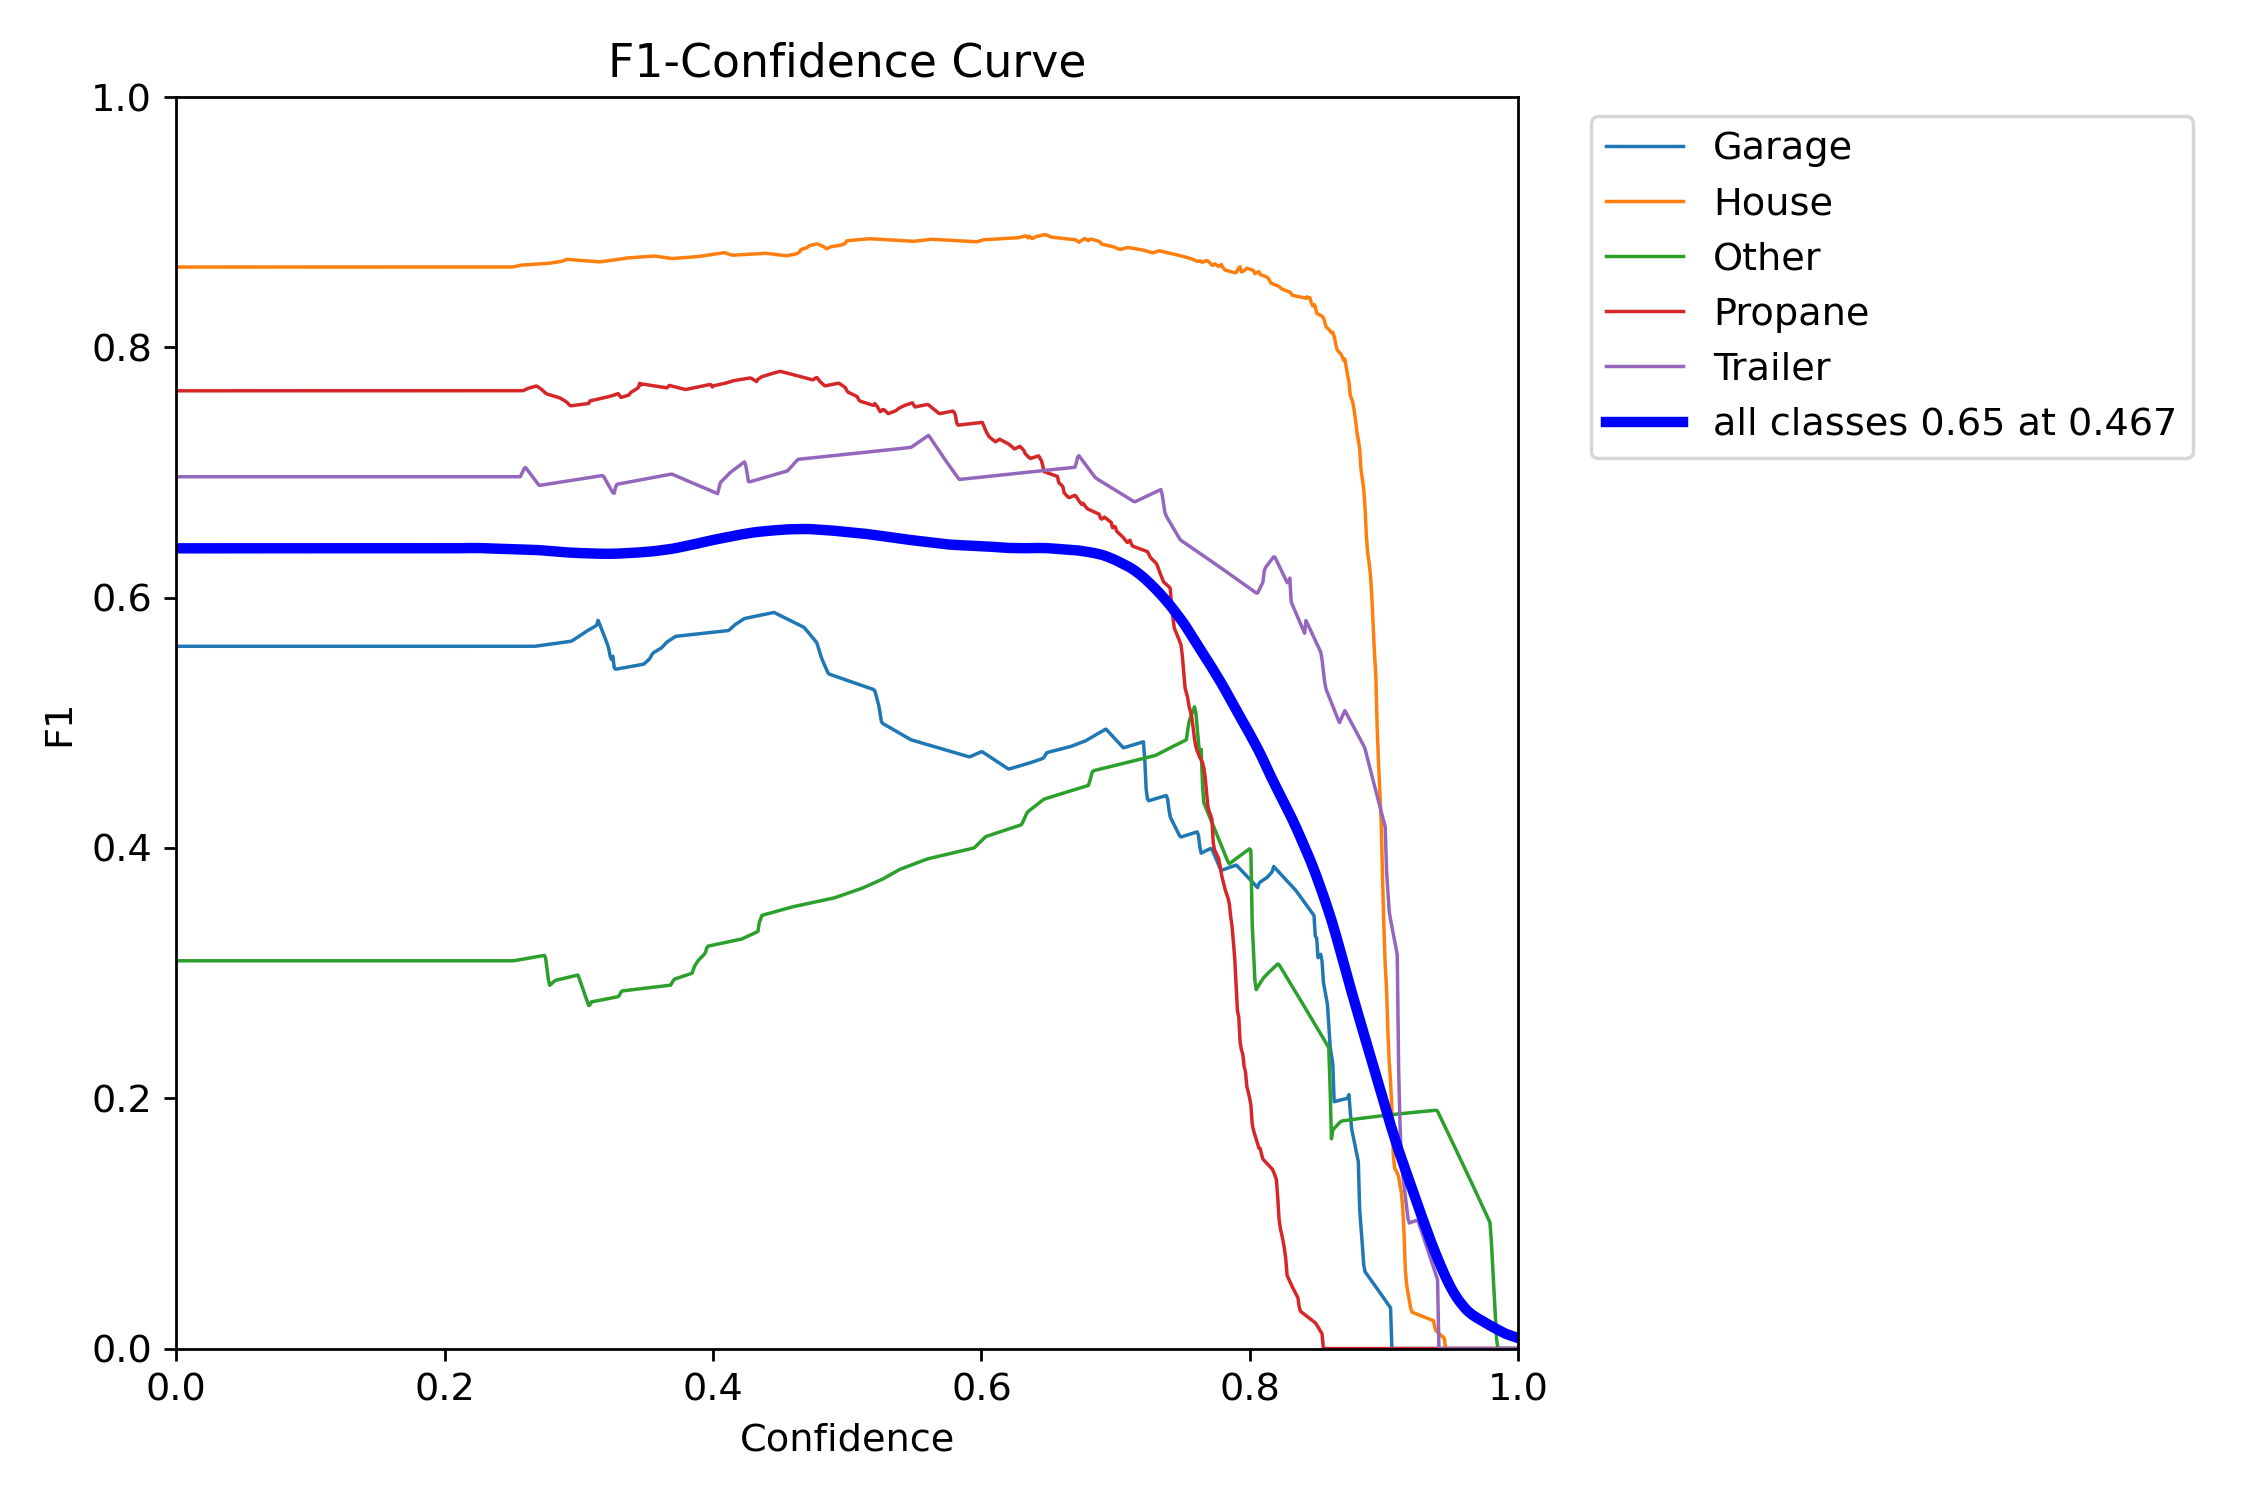 F1-Confidence Curve
1.0
0.8
0.6
0.4
0.2
0.0
F1
0.0 0.2 0.4 0.6 0.8 1.0
Confidence
Garage
House
Other
Propane
Trailer
all classes 0.65 at 0.467